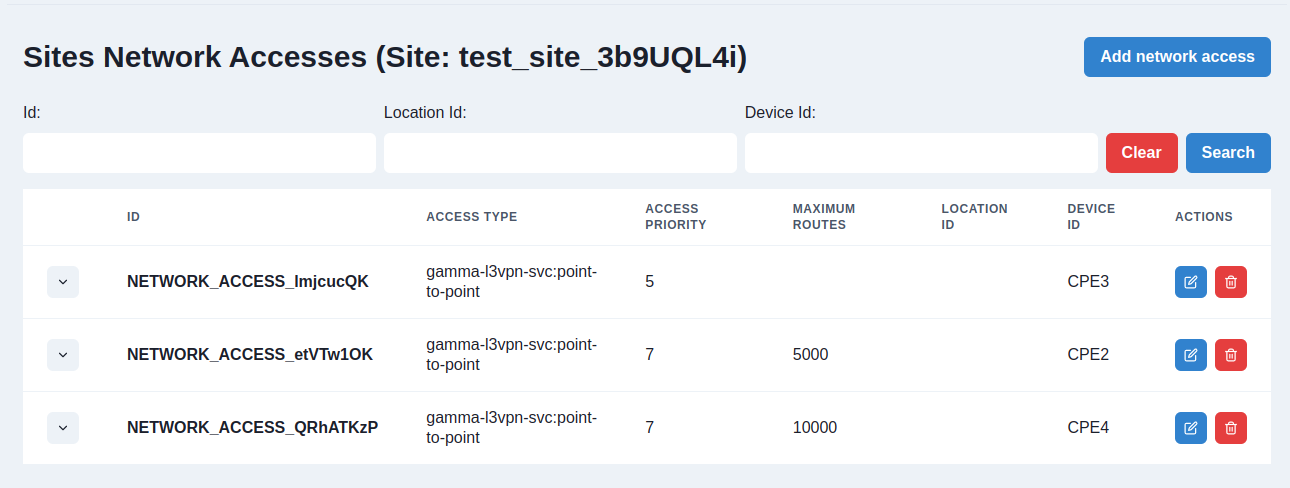 Sites Network Accesses (Site: test_site_3b9UQL4i)
Add network access
Id:
Location Id:
Device Id:
Clear
Search
ID
ACCESS TYPE
ACCESS
PRIORITY
MAXIMUM
ROUTES
LOCATION
ID
DEVICE
ID
ACTIONS
NETWORK_ACCESS_ImjcucQK
gamma-l3vpn-svc:point-
to-point
5
CPE3
NETWORK_ACCESS_etVTw1OK
gamma-l3vpn-svc:point-
to-point
7
5000
CPE2
NETWORK_ACCESS_QRhATKzP
gamma-l3vpn-svc:point-
to-point
7
10000
CPE4